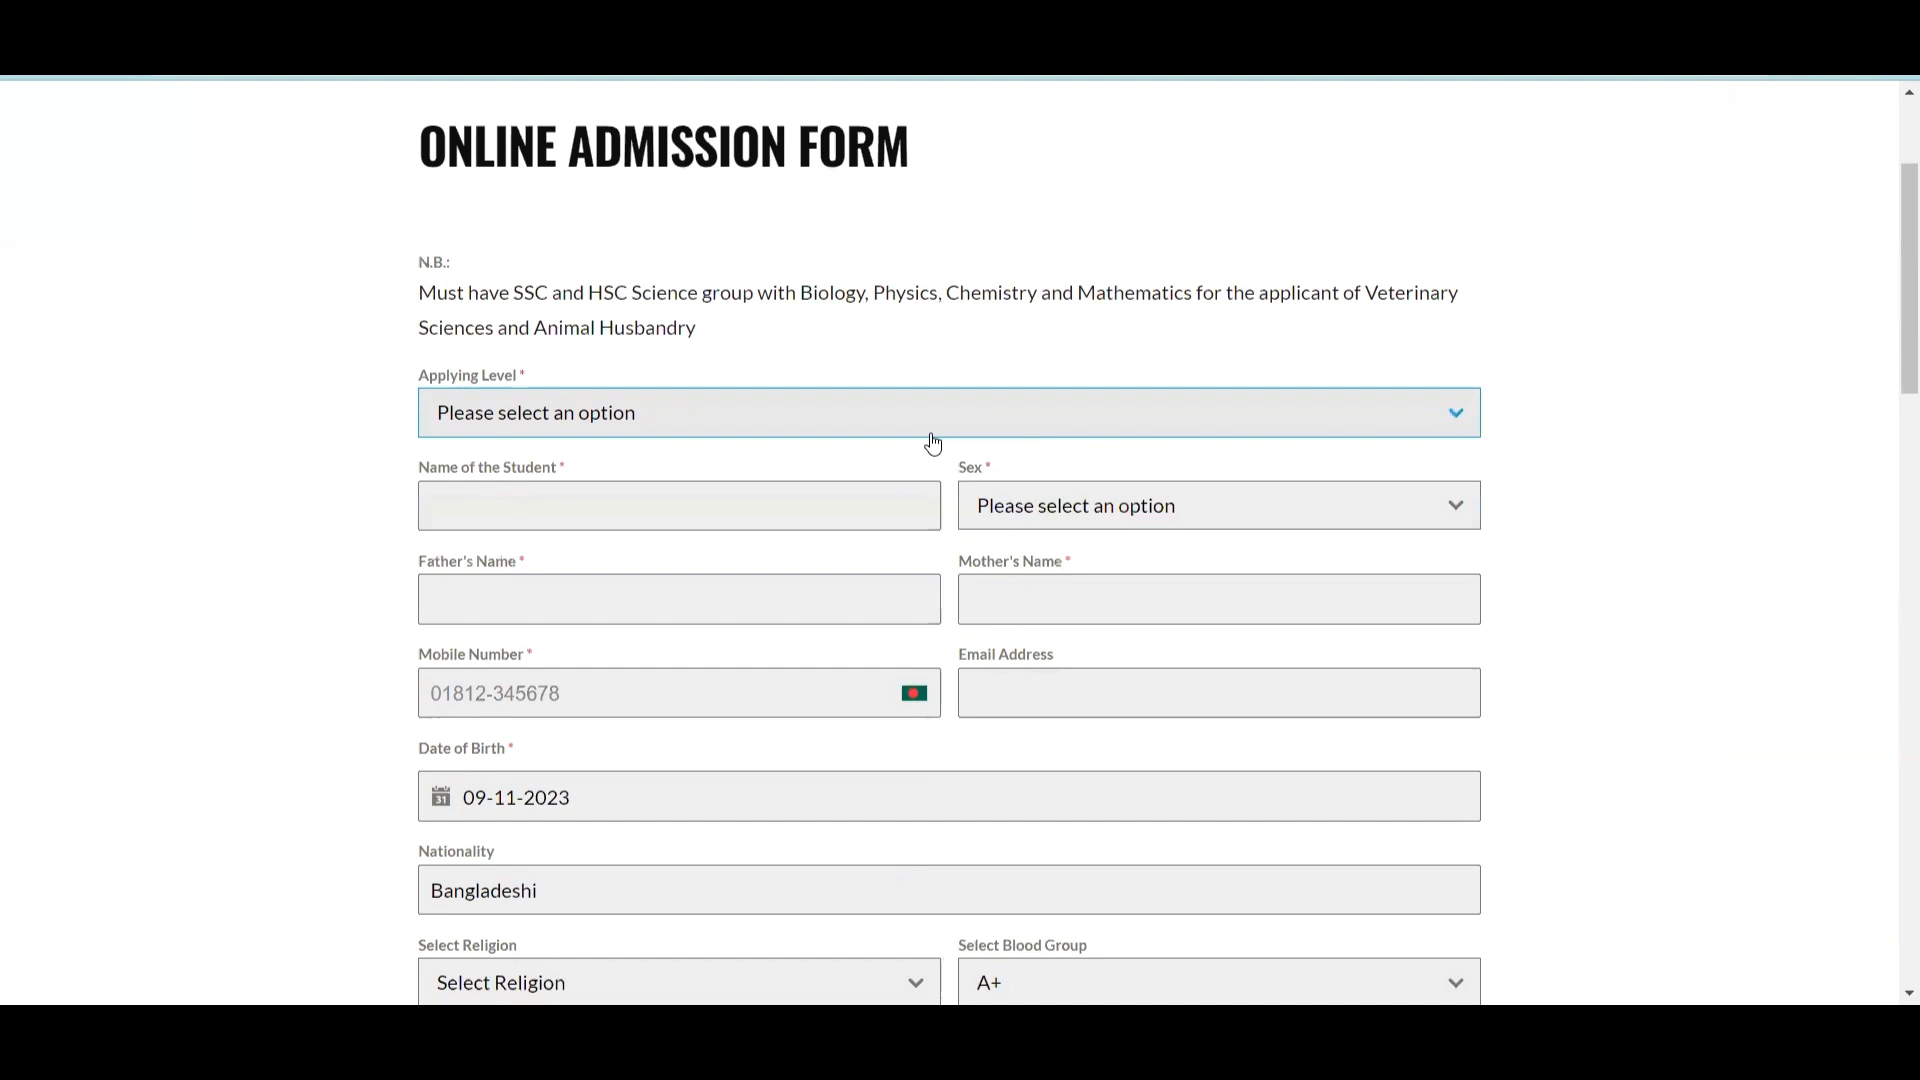 ONLINE ADMISSION FORM
N.B.:
Must have SSC and HSC Science group with Biology, Physics, Chemistry and Mathematics for the applicant of Veterinary
Sciences and Animal Husbandry
Applying Level *
Please select an option
Name of the Student *
Sex *
Please select an option
Father's Name *
Mother's Name *
Mobile Number *
Email Address
01812-345678
Date of Birth *
31 09-11-2023
Nationality
Bangladeshi
Select Religion
Select Blood Group
Select Religion
A+